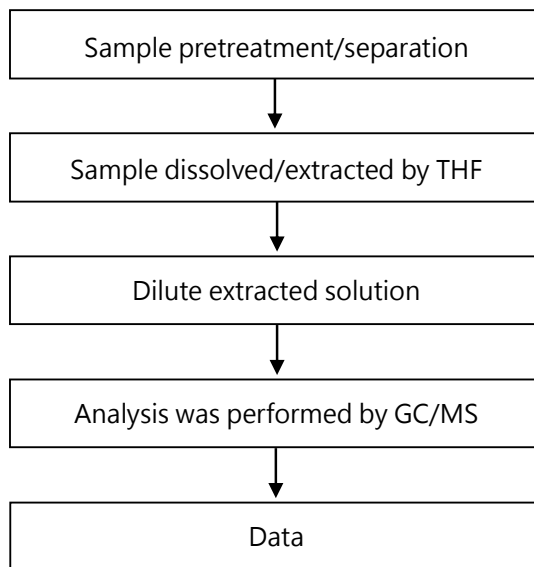 Sample pretreatment/separation
Sample dissolved/extracted by THF
Dilute extracted solution
Analysis was performed by GC/MS
Data